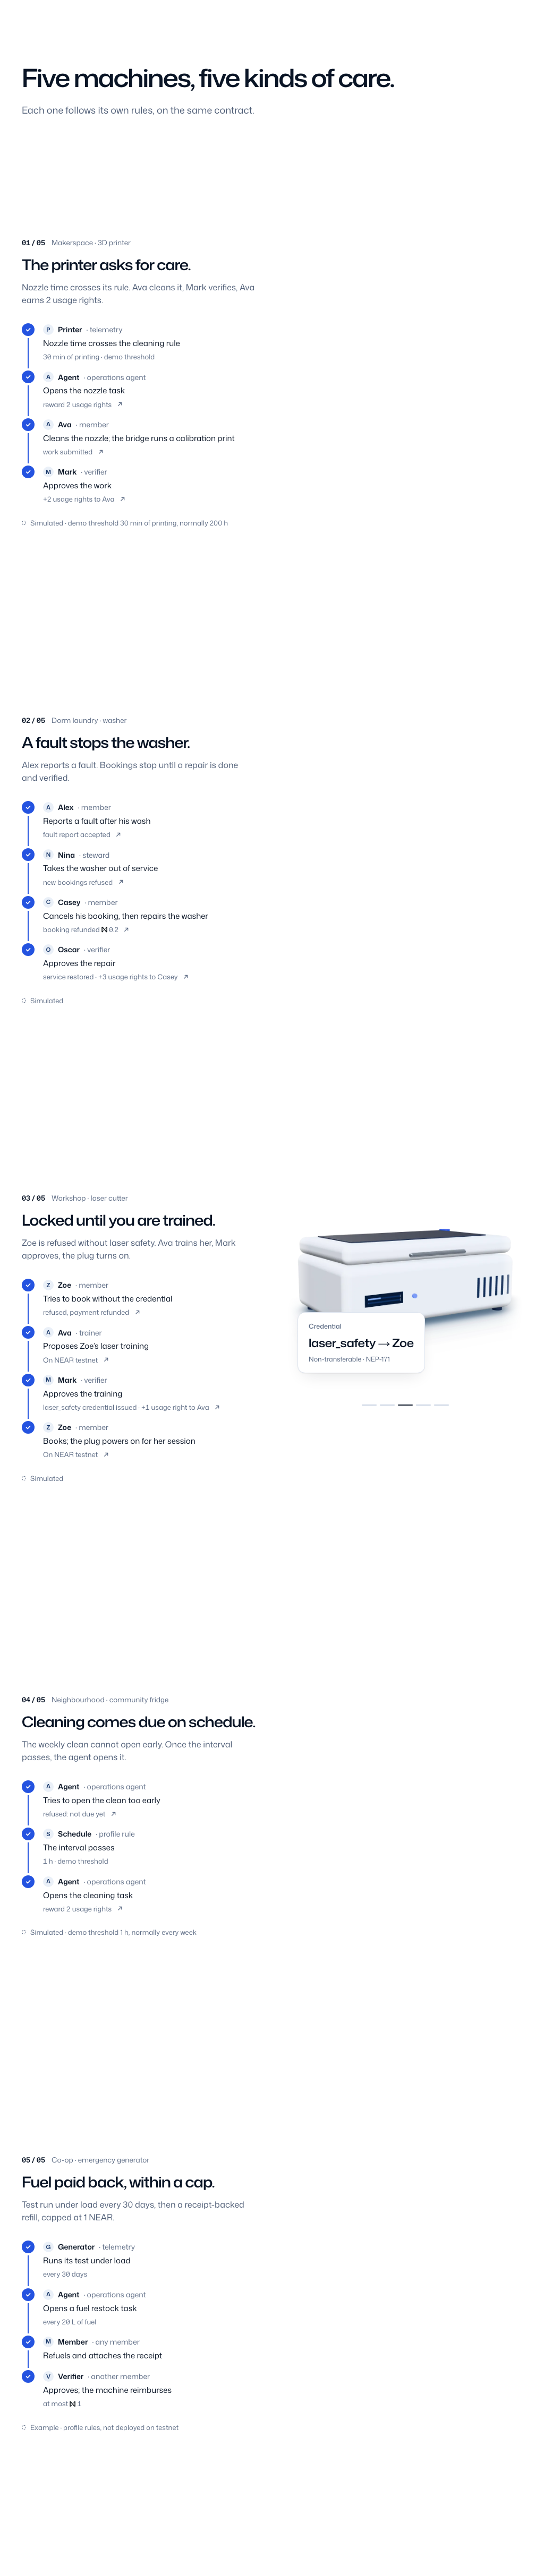 Five machines, five kinds of care.
Each one follows its own rules, on the same contract.
01 / 05 Makerspace · 3D printer
The printer asks for care.
Nozzle time crosses its rule. Ava cleans it, Mark verifies, Ava
earns 2 usage rights.
P Printer · telemetry
Nozzle time crosses the cleaning rule
30 min of printing · demo threshold
A Agent · operations agent
Opens the nozzle task
reward 2 usage rights ↗
A Ava · member
Cleans the nozzle; the bridge runs a calibration print
work submitted ↗
M Mark · verifier
Approves the work
+2 usage rights to Ava ↗
Simulated · demo threshold 30 min of printing, normally 200 h
02 / 05 Dorm laundry · washer
A fault stops the washer.
Alex reports a fault. Bookings stop until a repair is done
and verified.
A Alex · member
Reports a fault after his wash
fault report accepted ↗
N Nina · steward
Takes the washer out of service
new bookings refused ↗
C Casey · member
Cancels his booking, then repairs the washer
booking refunded N 0.2 ↗
O Oscar · verifier
Approves the repair
service restored · +3 usage rights to Casey ↗
Simulated
03 / 05 Workshop · laser cutter
Locked until you are trained.
Zoe is refused without laser safety. Ava trains her, Mark
approves, the plug turns on.
Z Zoe · member
Tries to book without the credential
refused, payment refunded ↗
A Ava · trainer
Proposes Zoe's laser training
On NEAR testnet ↗
M Mark · verifier
Approves the training
laser_safety credential issued · +1 usage right to Ava ↗
Z Zoe · member
Books; the plug powers on for her session
On NEAR testnet ↗
Simulated
Credential
laser_safety → Zoe
Non-transferable · NEP-171
04 / 05 Neighbourhood · community fridge
Cleaning comes due on schedule.
The weekly clean cannot open early. Once the interval
passes, the agent opens it.
A Agent · operations agent
Tries to open the clean too early
refused: not due yet ↗
S Schedule · profile rule
The interval passes
1 h · demo threshold
A Agent · operations agent
Opens the cleaning task
reward 2 usage rights ↗
Simulated · demo threshold 1 h, normally every week
05 / 05 Co-op · emergency generator
Fuel paid back, within a cap.
Test run under load every 30 days, then a receipt-backed
refill, capped at 1 NEAR.
G Generator · telemetry
Runs its test under load
every 30 days
A Agent · operations agent
Opens a fuel restock task
every 20 L of fuel
M Member · any member
Refuels and attaches the receipt
V Verifier · another member
Approves; the machine reimburses
at most N 1
Example · profile rules, not deployed on testnet